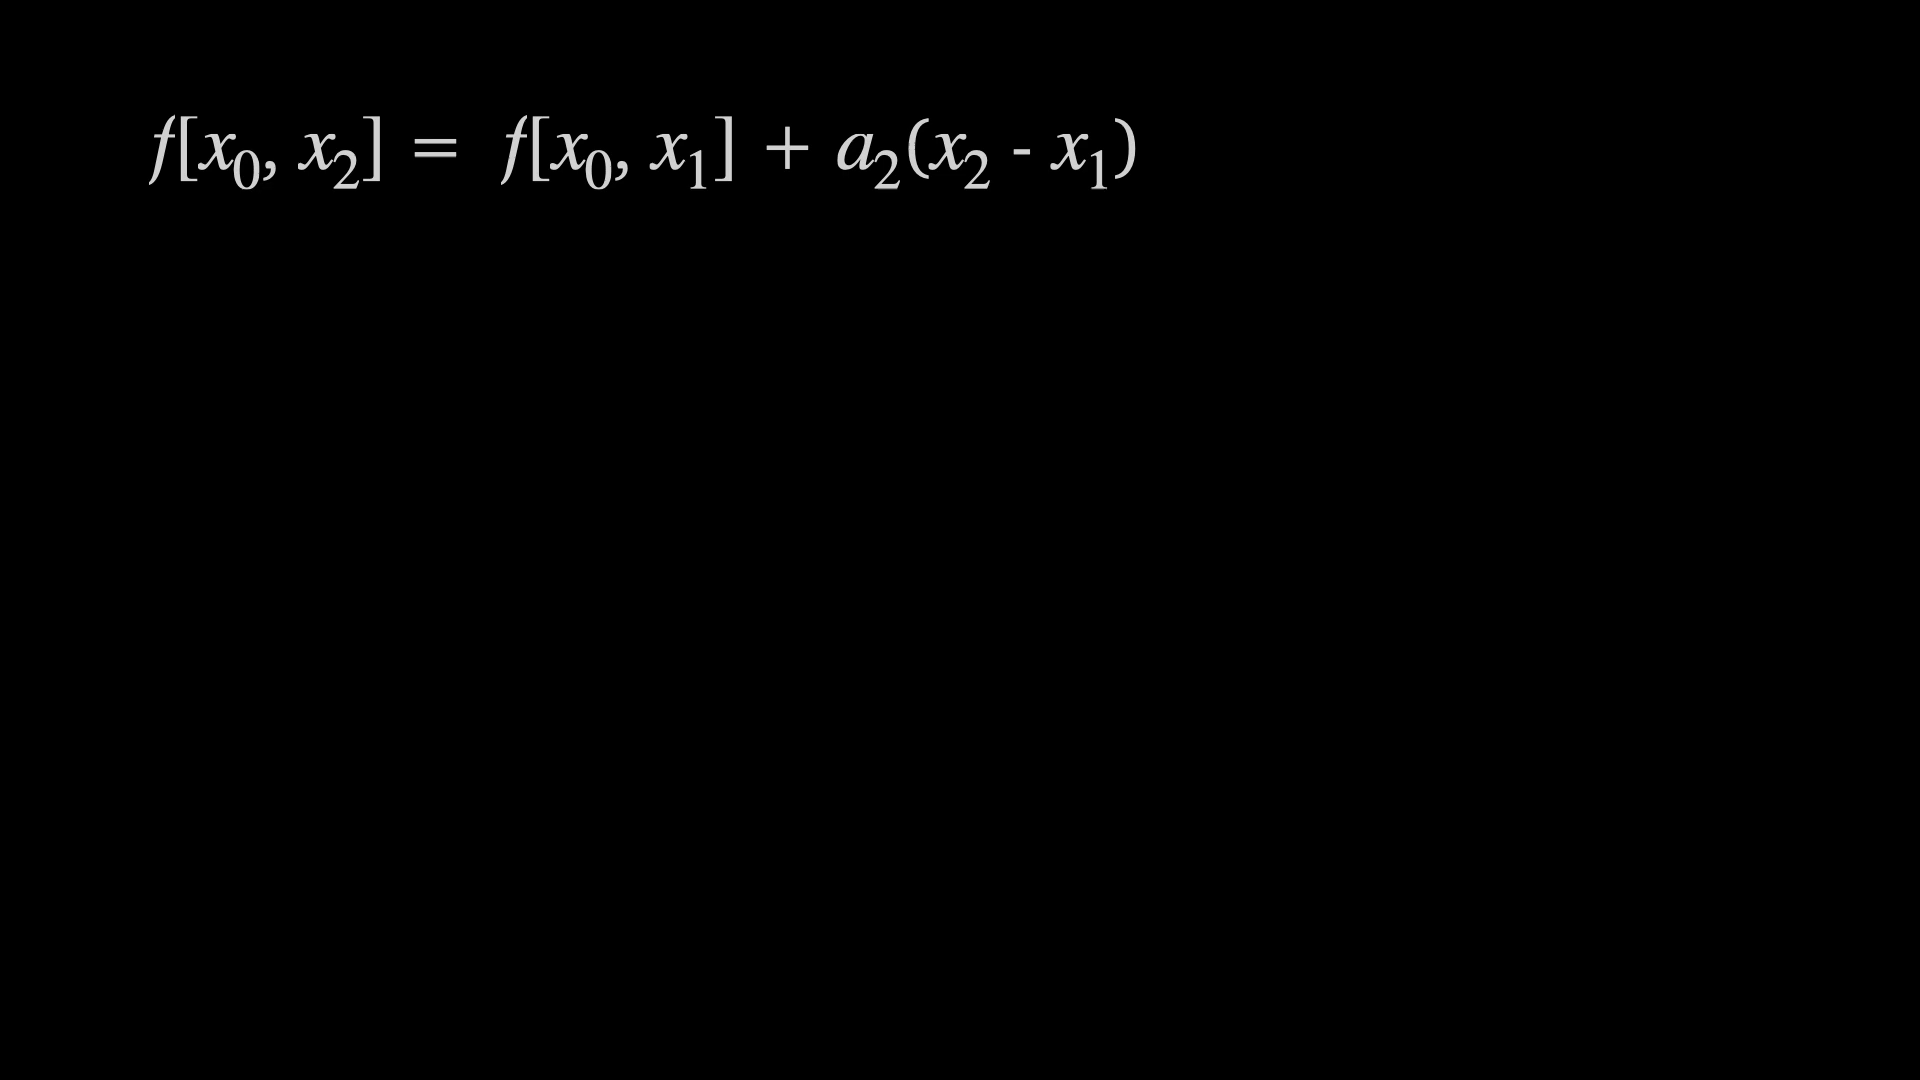 f[x₀, x₂] = f[x₀, x₁] + a₂(x₂ - x₁)